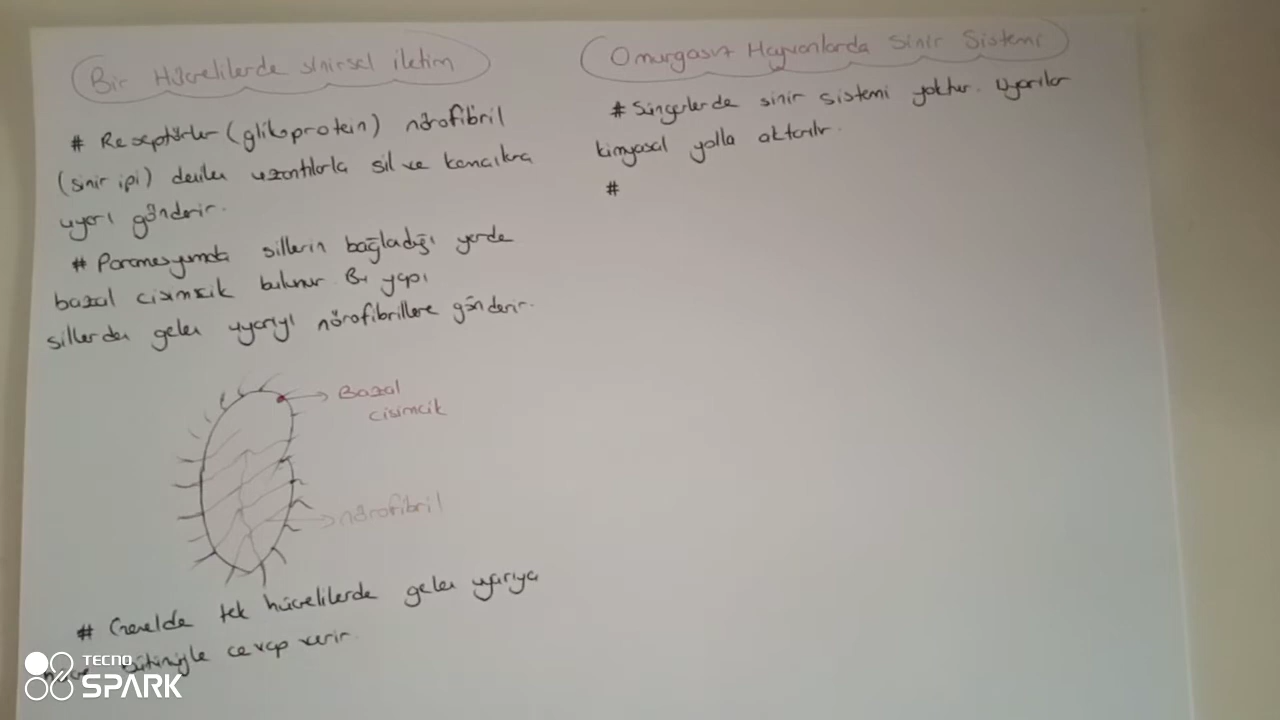 Bir Hücrelilerde sinirsel iletim
# Reseptörler (glikoprotein) nörofibril
(sinir ipi) denilen uzantılarla sil ve kamçıkra
uyarı gönderir.
# Paramesyumda sillerin bağladığı yerde
bazal cisimcik bulunur. Bu yapı
sillerden gelen uyarıyı nörofibrillere gönderir.
Bazal
cisimcik
nörofibril
# Genelde tek hücrelilerde gelen uyarıya
bütünüyle cevap verir.
Omurgasız Hayvanlarda Sinir Sistemi
# Süngerlerde sinir sistemi yoktur. Uyarılar
kimyasal yolla aktarılır.
#
TECNO
SPARK